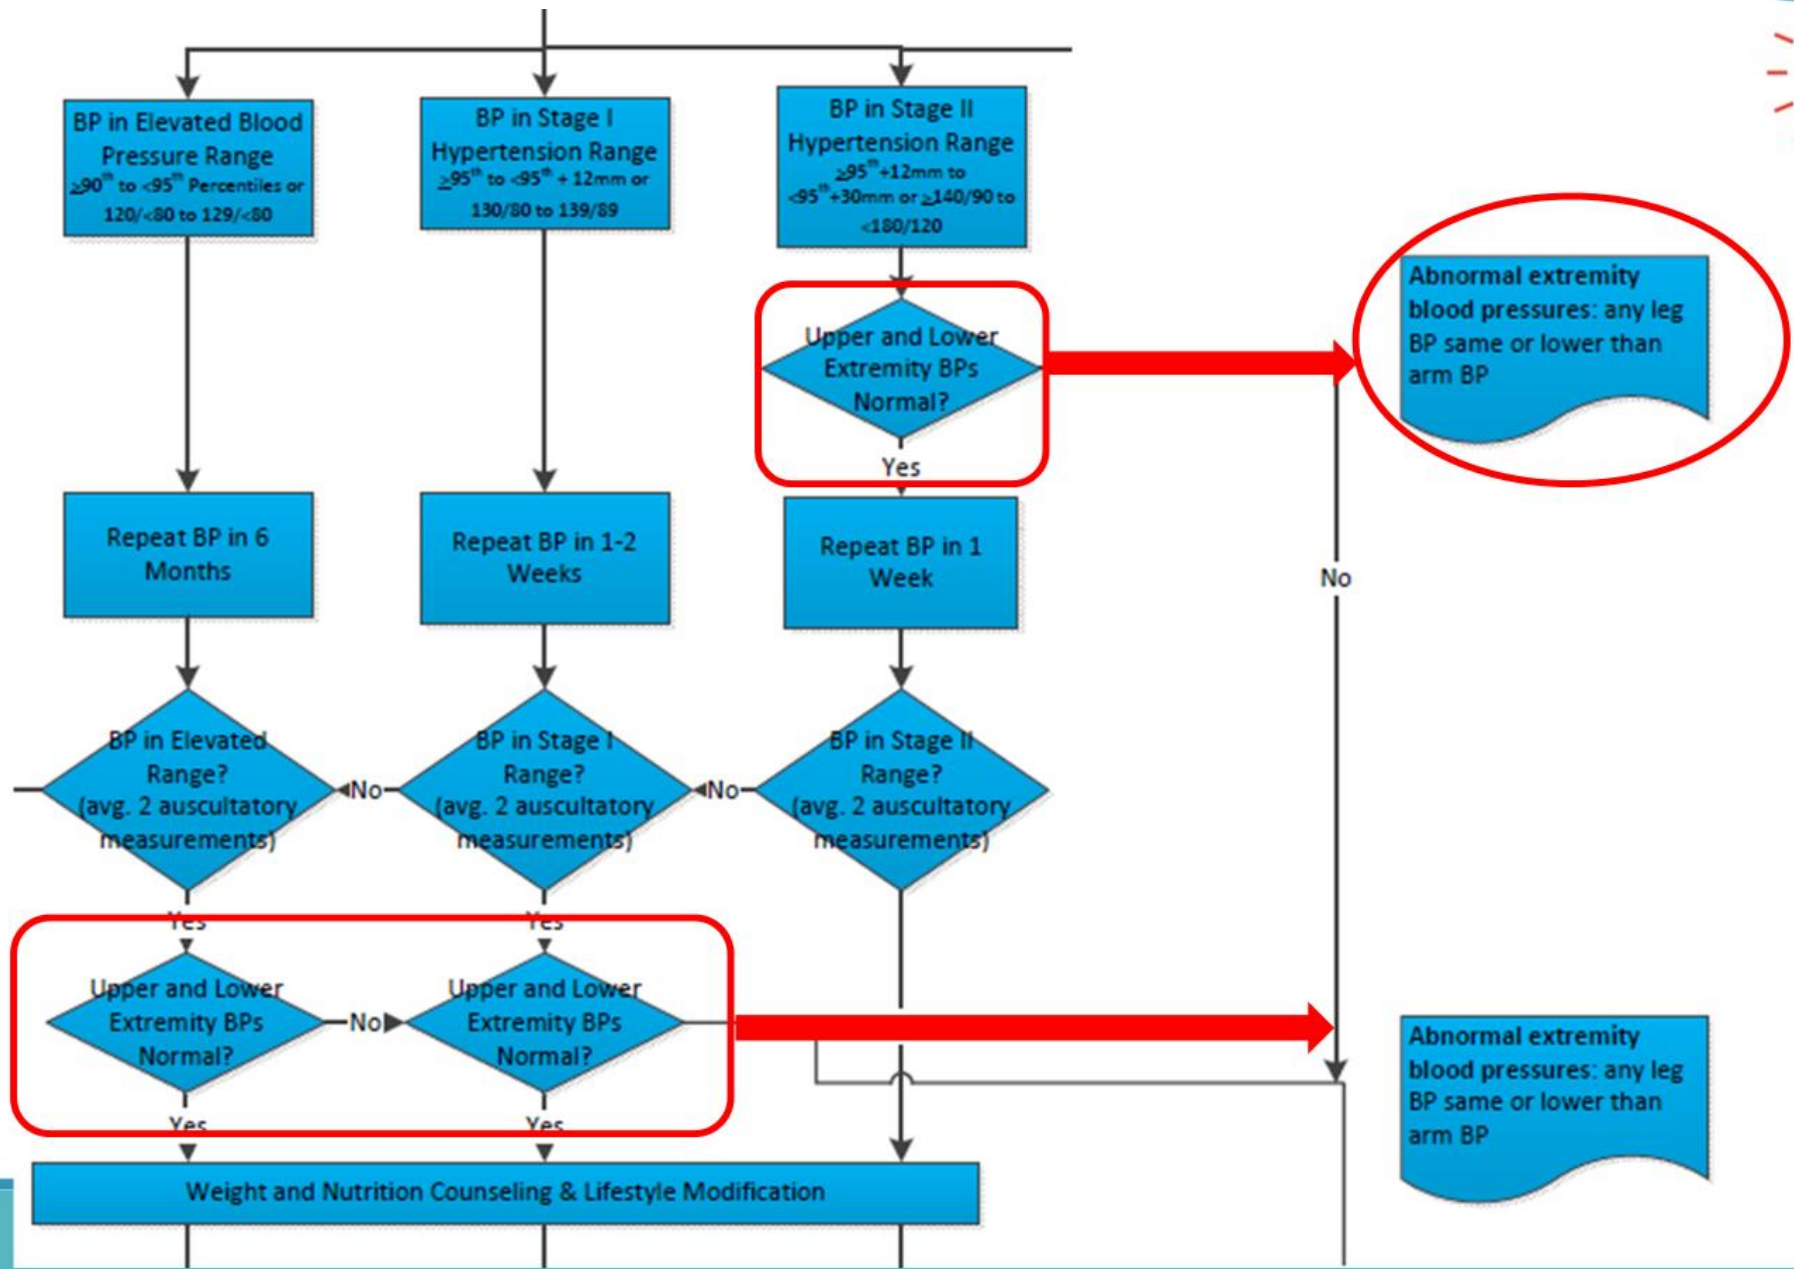 BP in Elevated Blood
Pressure Range
≥90th to <95th Percentiles or
120/<80 to 129/<80
BP in Stage I
Hypertension Range
≥95th to <95th + 12mm or
130/80 to 139/89
BP in Stage II
Hypertension Range
≥95th+12mm to
<95th+30mm or ≥140/90 to
<180/120
Upper and Lower
Extremity BPs
Normal?
Yes
Abnormal extremity
blood pressures: any leg
BP same or lower than
arm BP
Repeat BP in 6
Months
Repeat BP in 1-2
Weeks
Repeat BP in 1
Week
No
BP in Elevated
Range?
(avg. 2 auscultatory
measurements)
No
BP in Stage I
Range?
(avg. 2 auscultatory
measurements)
No
BP in Stage II
Range?
(avg. 2 auscultatory
measurements)
Yes
Yes
Upper and Lower
Extremity BPs
Normal?
No
Upper and Lower
Extremity BPs
Normal?
Yes
Yes
Abnormal extremity
blood pressures: any leg
BP same or lower than
arm BP
Weight and Nutrition Counseling & Lifestyle Modification